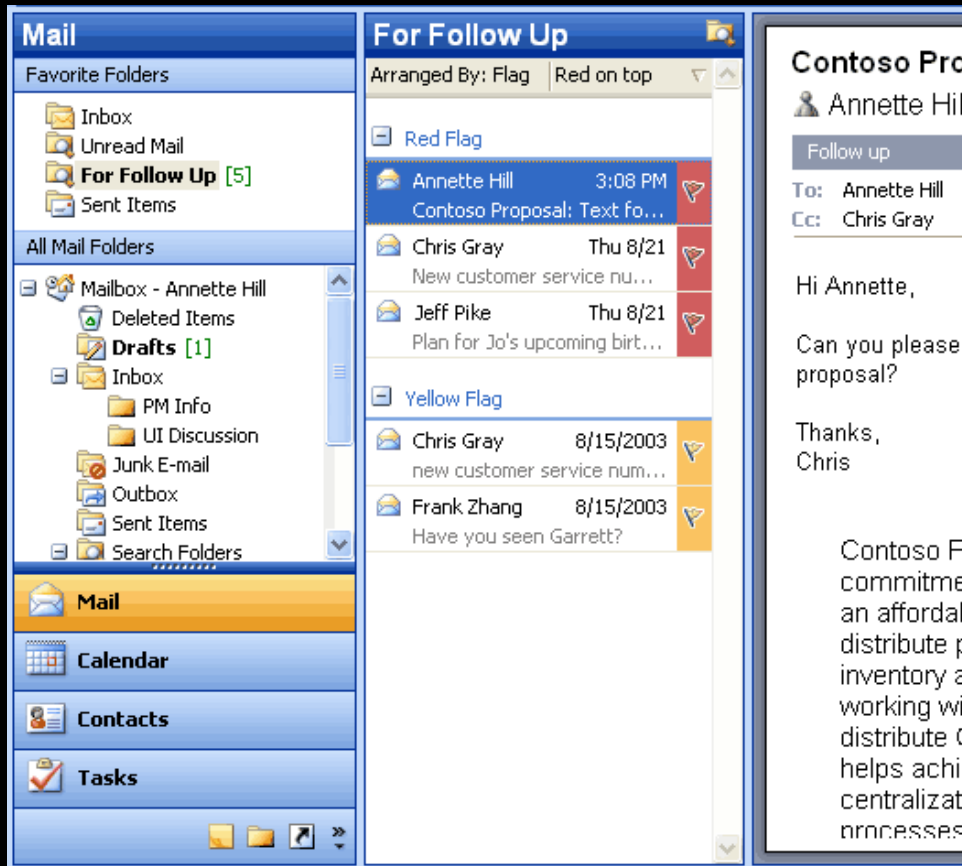 Mail
Favorite Folders
Inbox
Unread Mail
For Follow Up [5]
Sent Items
All Mail Folders
Mailbox - Annette Hill
Deleted Items
Drafts [1]
Inbox
PM Info
UI Discussion
Junk E-mail
Outbox
Sent Items
Search Folders
Mail
Calendar
Contacts
Tasks
For Follow Up
Arranged By: Flag Red on top
Red Flag
Annette Hill 3:08 PM
Contoso Proposal: Text fo...
Chris Gray Thu 8/21
New customer service nu...
Jeff Pike Thu 8/21
Plan for Jo's upcoming birt...
Yellow Flag
Chris Gray 8/15/2003
new customer service num...
Frank Zhang 8/15/2003
Have you seen Garrett?
Contoso Pro
Annette Hil
Follow up
To: Annette Hill
Cc: Chris Gray
Hi Annette,
Can you please
proposal?
Thanks,
Chris
Contoso F
commitme
an affordal
distribute p
inventory a
working wi
distribute
helps achi
centralizat
processes